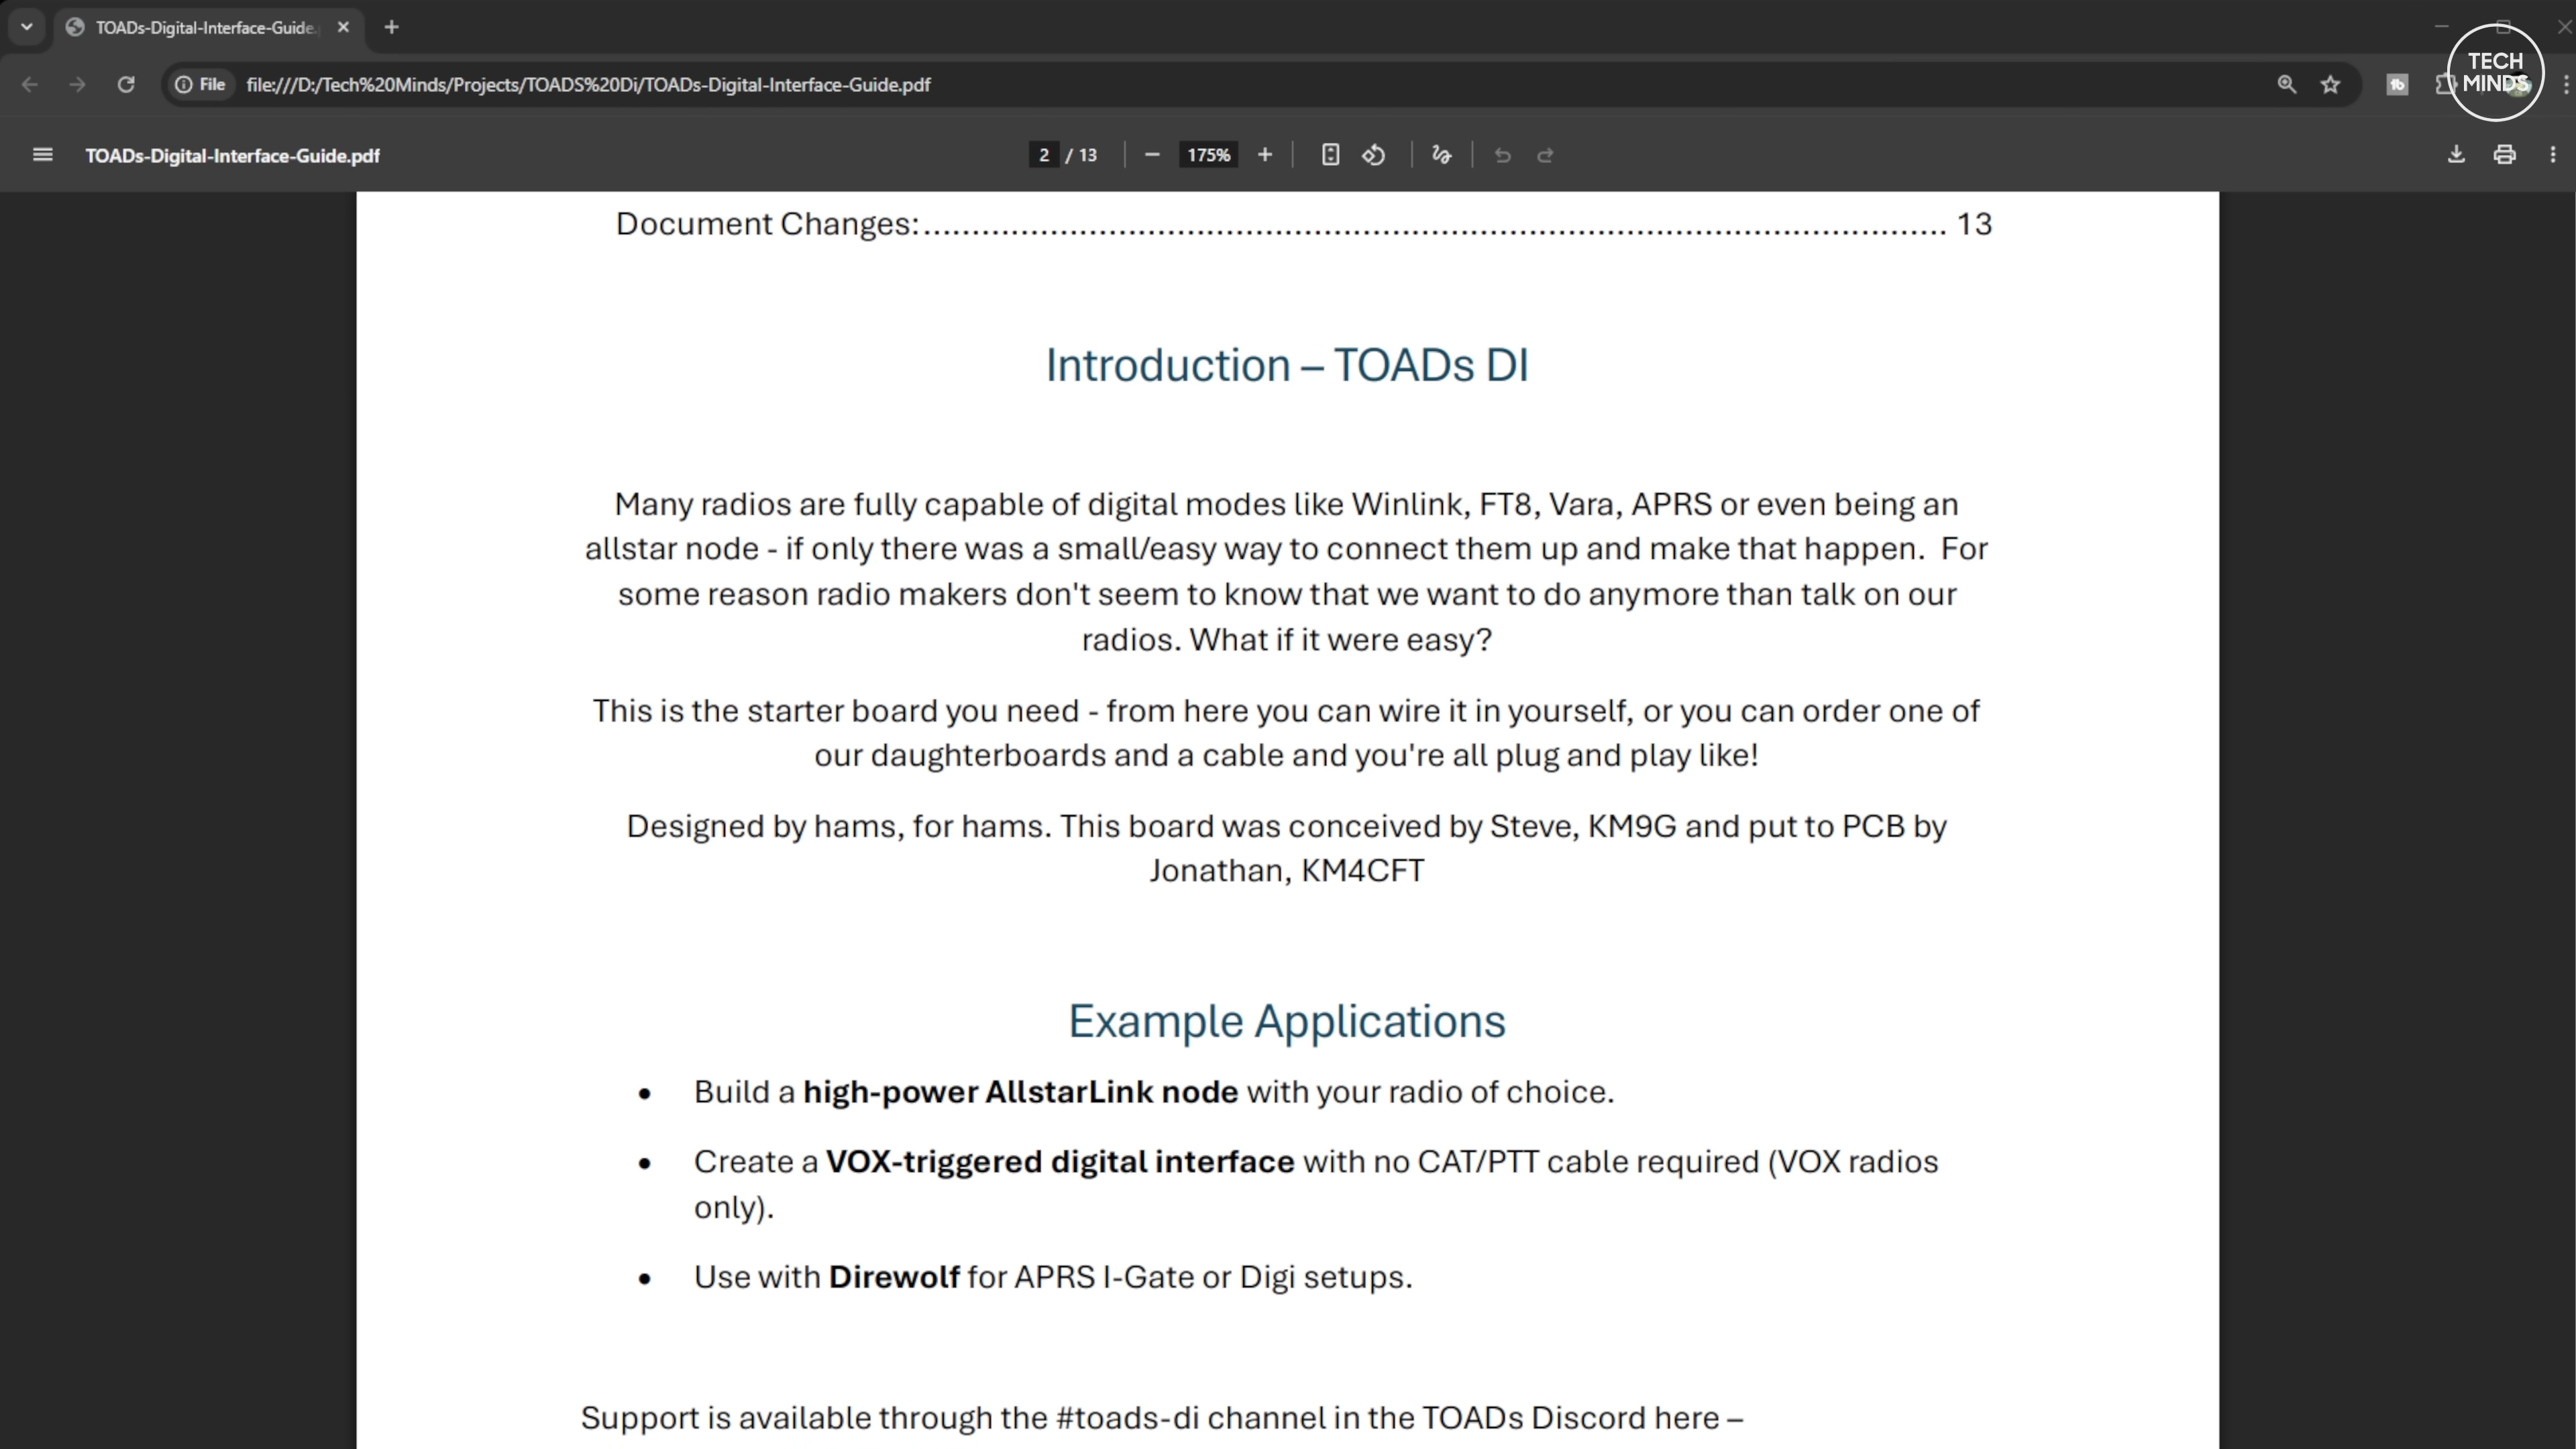 TOADs-Digital-Interface-Guide.
TECH
MINDS
File
file:///D:/Tech%20Minds/Projects/TOADS%20Di/TOADs-Digital-Interface-Guide.pdf
TOADs-Digital-Interface-Guide.pdf
2 / 13
175%
Document Changes:.......................................................................................................... 13
Introduction – TOADs DI
Many radios are fully capable of digital modes like Winlink, FT8, Vara, APRS or even being an
allstar node - if only there was a small/easy way to connect them up and make that happen. For
some reason radio makers don't seem to know that we want to do anymore than talk on our
radios. What if it were easy?
This is the starter board you need - from here you can wire it in yourself, or you can order one of
our daughterboards and a cable and you're all plug and play like!
Designed by hams, for hams. This board was conceived by Steve, KM9G and put to PCB by
Jonathan, KM4CFT
Example Applications
• Build a high-power AllstarLink node with your radio of choice.
• Create a VOX-triggered digital interface with no CAT/PTT cable required (VOX radios
only).
• Use with Direwolf for APRS I-Gate or Digi setups.
Support is available through the #toads-di channel in the TOADs Discord here –